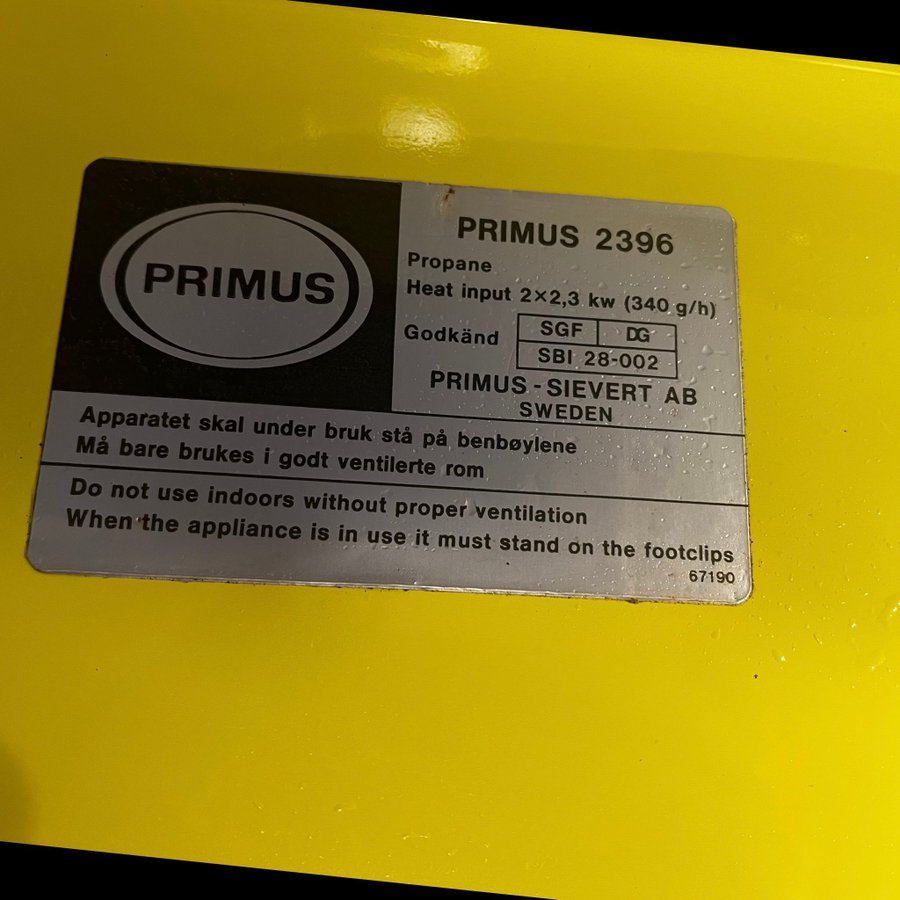 PRIMUS
PRIMUS 2396
Propane
Heat input 2×2,3 kw (340 g/h)
Godkänd
SGF DG
SBI 28-002
PRIMUS-SIEVERT AB
SWEDEN
Apparatet skal under bruk stå på benbøylene
Må bare brukes i godt ventilerte rom
Do not use indoors without proper ventilation
When the appliance is in use it must stand on the footclips
67190